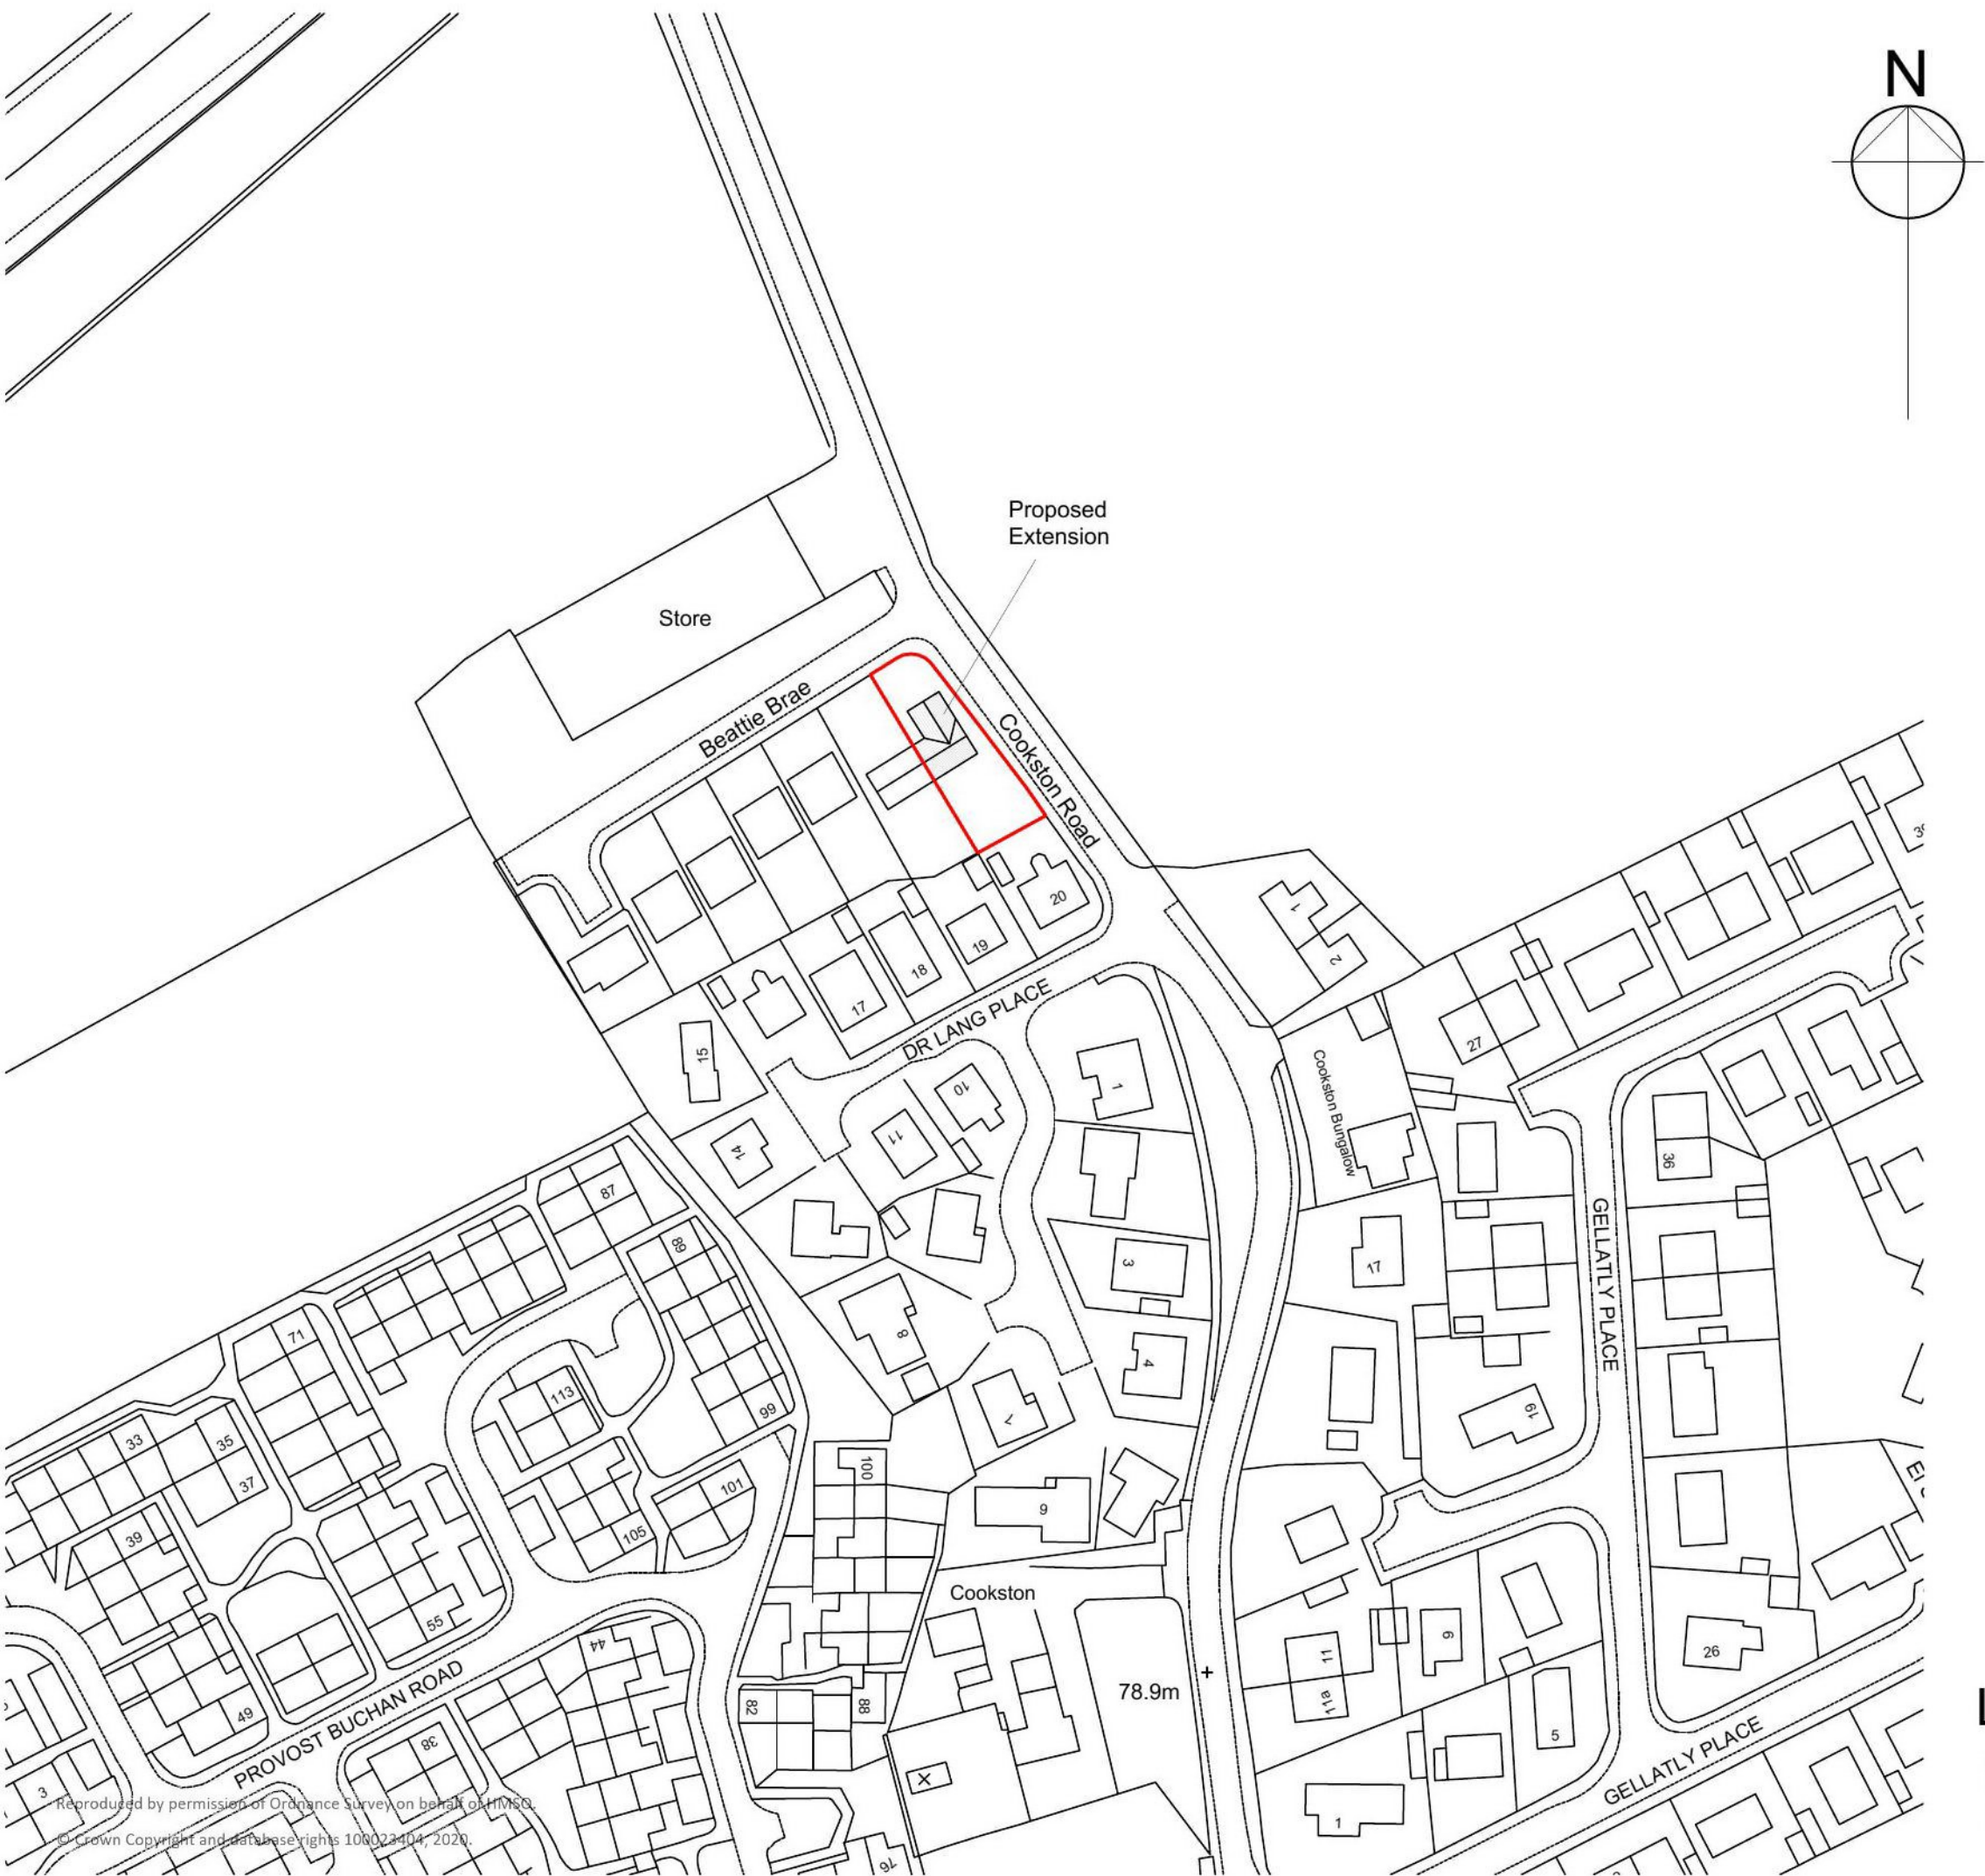 N
Proposed
Extension
Store
Beattie Brae
Cookston Road
20
19
18
17
DR LANG PLACE
15
14
10
11
1
1
2
27
Cookston Bungalow
36
GELLATLY PLACE
17
3
4
8
7
9
19
87
89
71
113
99
33
35
37
39
100
101
105
55
49
44
38
PROVOST BUCHAN ROAD
82
88
Cookston
78.9m
11
11a
6
5
1
26
GELLATLY PLACE
3
76
Reproduced by permission of Ordnance Survey on behalf of HMSO.
© Crown Copyright and database rights 100023404, 2020.